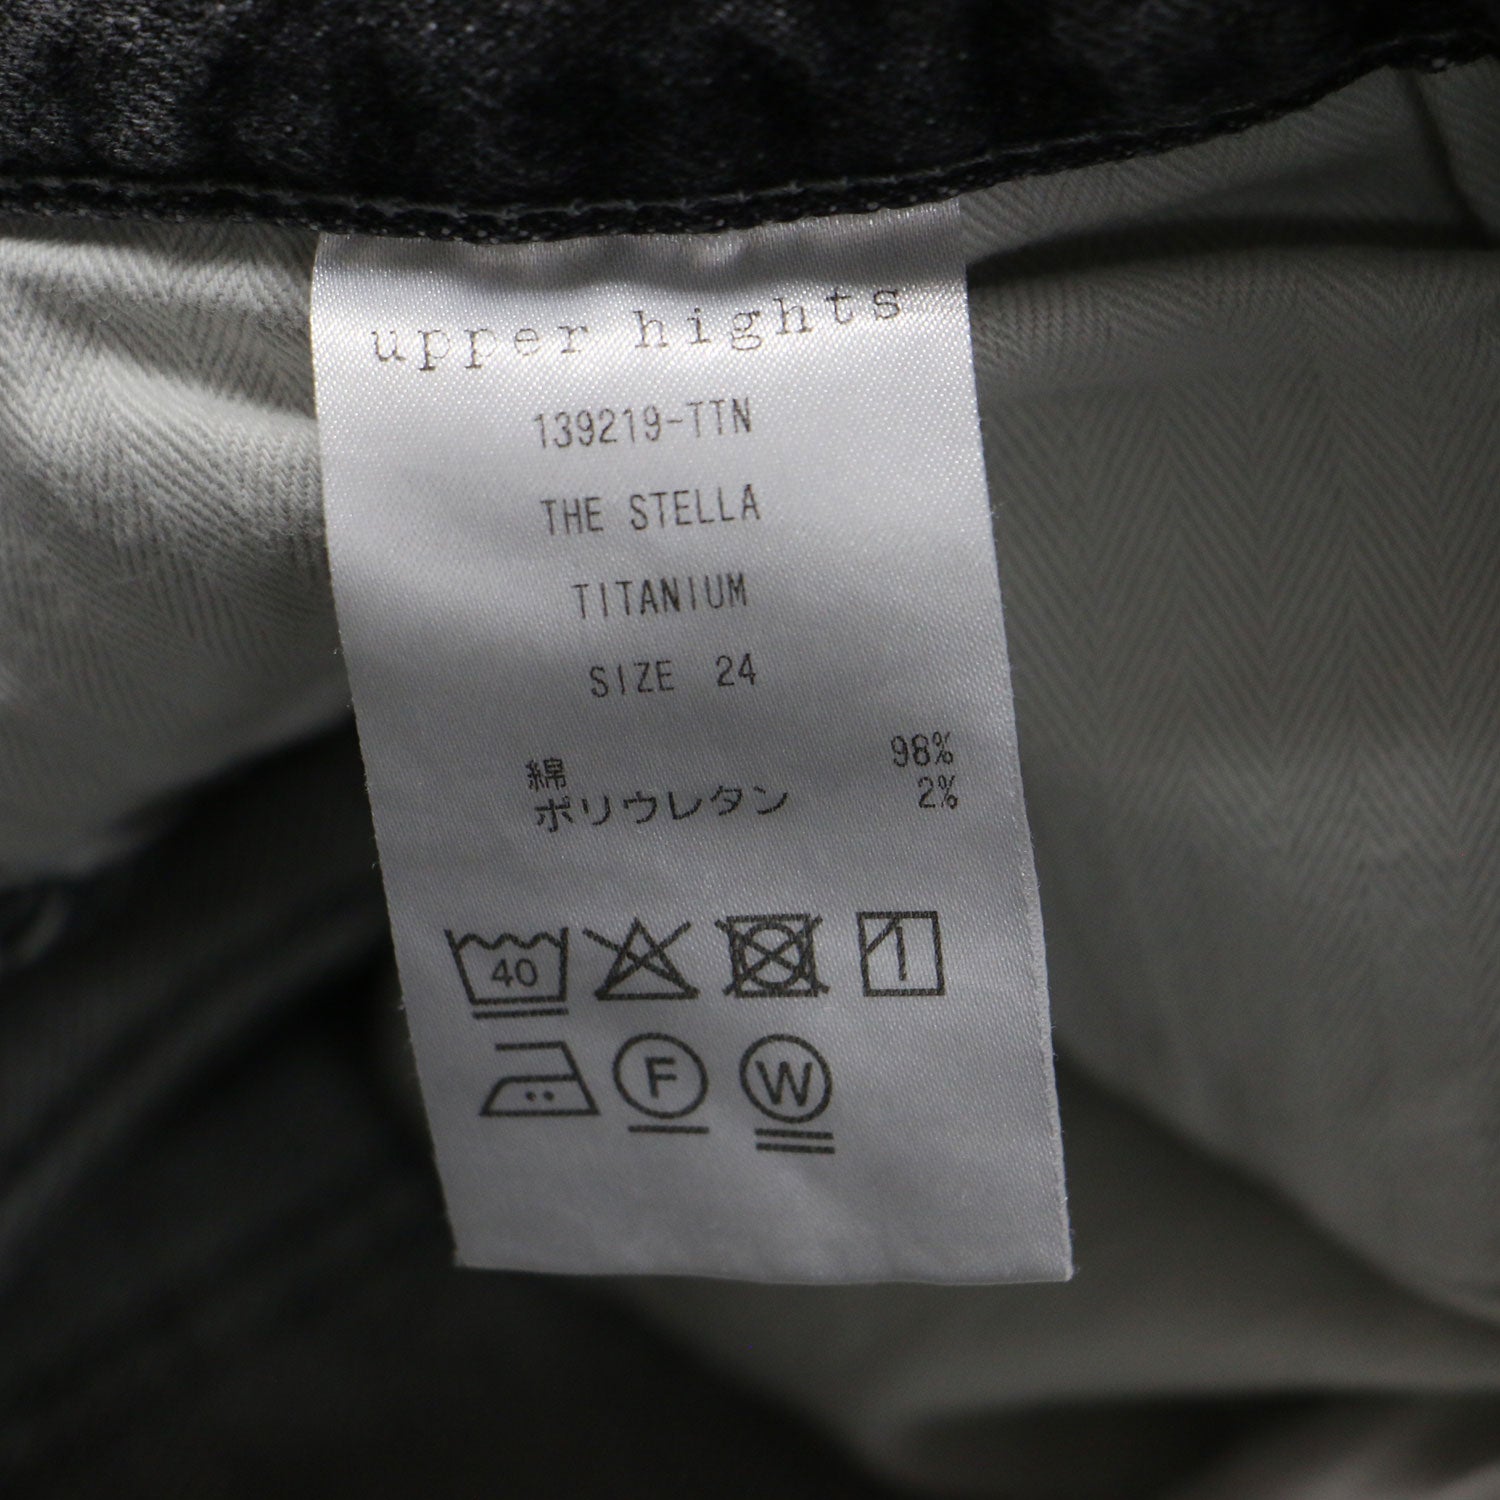 upper hights
139219-TTN
THE STELLA
TITANIUM
SIZE 24
綿 98%
ポリウレタン 2%
40
F W